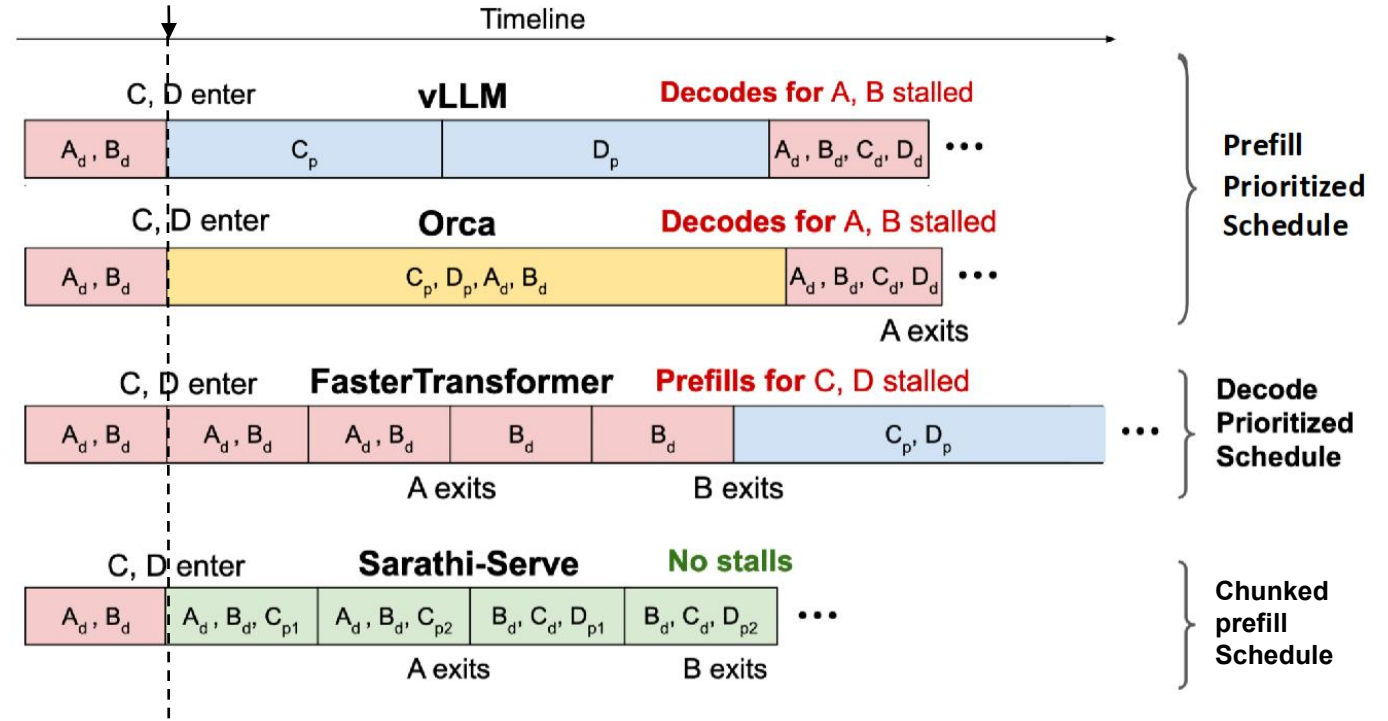 Timeline
C, D enter
vLLM
Decodes for A, B stalled
Ad , Bd
Cp
Dp
Ad , Bd, Cd, Dd
•••
Prefill
Prioritized
Schedule
C, D enter
Orca
Decodes for A, B stalled
Ad , Bd
Cp, Dp, Ad, Bd
Ad , Bd, Cd, Dd
•••
A exits
C, D enter
FasterTransformer
Prefills for C, D stalled
Ad , Bd
Ad , Bd
Ad , Bd
Bd
Bd
Cp, Dp
•••
A exits
B exits
Decode
Prioritized
Schedule
C, D enter
Sarathi-Serve
No stalls
Ad , Bd
Ad , Bd, Cp1
Ad , Bd, Cp2
Bd, Cd, Dp1
Bd, Cd, Dp2
•••
A exits
B exits
Chunked
prefill
Schedule